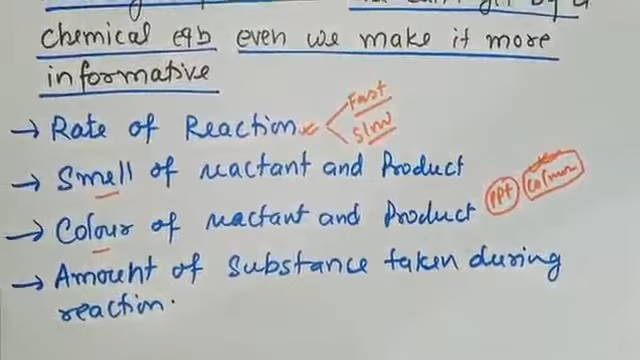 chemical eqb even we make it more
informative
→ Rate of Reaction
Fast
Slow
→ Smell of reactant and Product
→ Colour of reactant and Product
ppt
→ Amount of substance taken during
reaction.